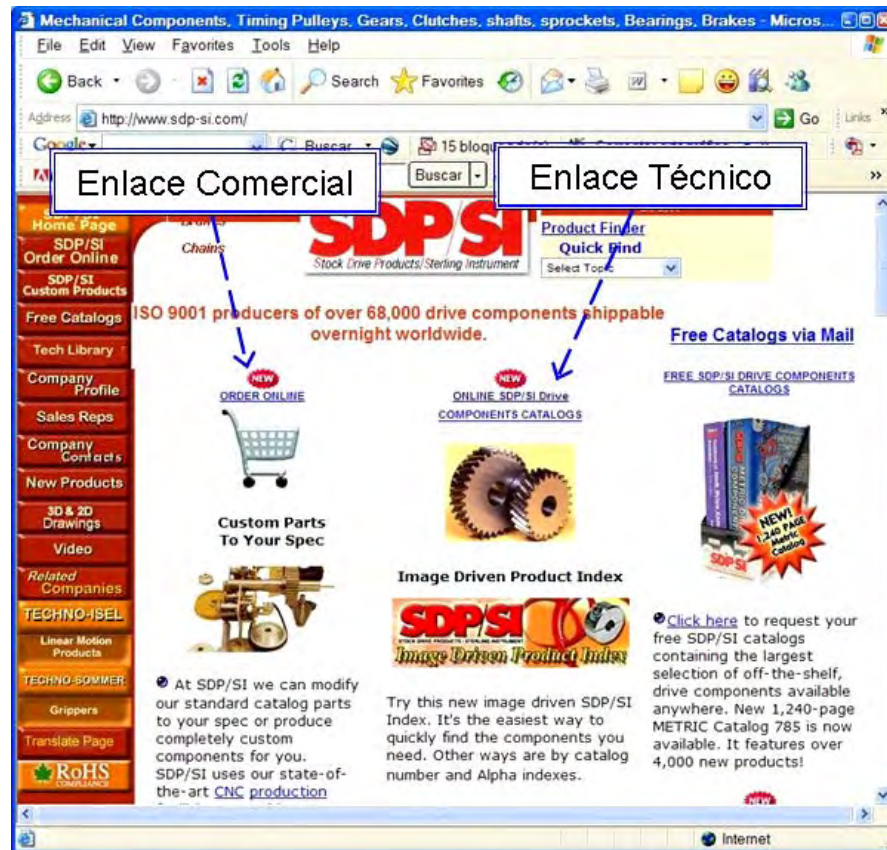 Mechanical Components, Timing Pulleys, Gears, Clutches, shafts, sprockets, Bearings, Brakes - Micros...
File Edit View Favorites Tools Help
Back Search Favorites
Address http://www.sdp-si.com/ Go Links
Google Buscar 15
Buscar
Enlace Comercial
Enlace Técnico
Home Page
SDP/SI
Order Online
SDP/SI
Custom Products
Free Catalogs
Tech Library
Company
Profile
Sales Reps
Company
Contacts
New Products
3D & 2D
Drawings
Video
Related
Companies
TECHNO-ISEL
Linear Motion
Products
TECHNO-SOMMER
Grippers
Translate Page
RoHS
COMPLIANCE
Chains
SDP/SI
Stock Drive Products/Sterling Instrument
Product Finder
Quick Find
Select Topic
ISO 9001 producers of over 68,000 drive components shippable
overnight worldwide.
NEW
ORDER ONLINE
Custom Parts
To Your Spec
At SDP/SI we can modify
our standard catalog parts
to your spec or produce
completely custom
components for you.
SDP/SI uses our state-of-
the-art CNC production
NEW
ONLINE SDP/SI Drive
COMPONENTS CATALOGS
Image Driven Product Index
SDP/SI
STOCK DRIVE PRODUCTS - STERLING INSTRUMENT
Image Driven Product Index
Try this new image driven SDP/SI
Index. It's the easiest way to
quickly find the components you
need. Other ways are by catalog
number and Alpha indexes.
Free Catalogs via Mail
FREE SDP/SI DRIVE COMPONENTS
CATALOGS
NEW!
1,240 PAGE
Metric
Catalog
SDP/SI
Click here to request your
free SDP/SI catalogs
containing the largest
selection of off-the-shelf,
drive components available
anywhere. New 1,240-page
METRIC Catalog 785 is now
available. It features over
4,000 new products!
NEW
Internet